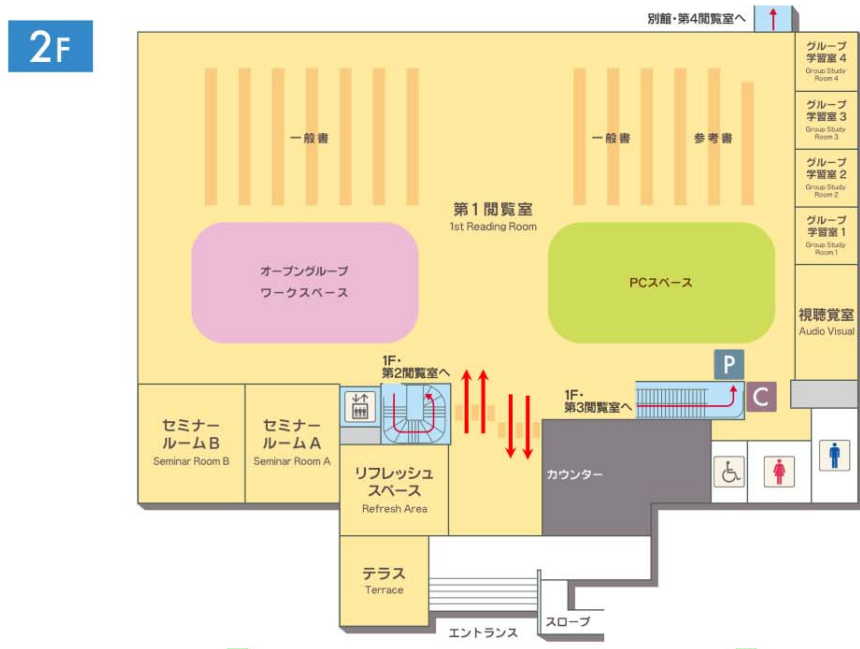 2F
別館・第4閲覧室へ
グループ
学習室 4
Group Study
Room 4
グループ
学習室 3
Group Study
Room 3
グループ
学習室 2
Group Study
Room 2
グループ
学習室 1
Group Study
Room 1
視聴覚室
Audio Visual
一般書
一般書
参考書
第1閲覧室
1st Reading Room
オープングループ
ワークスペース
PCスペース
1F・
第2閲覧室へ
1F・
第3閲覧室へ
P
C
セミナー
ルームB
Seminar Room B
セミナー
ルームA
Seminar Room A
リフレッシュ
スペース
Refresh Area
カウンター
テラス
Terrace
エントランス
スロープ